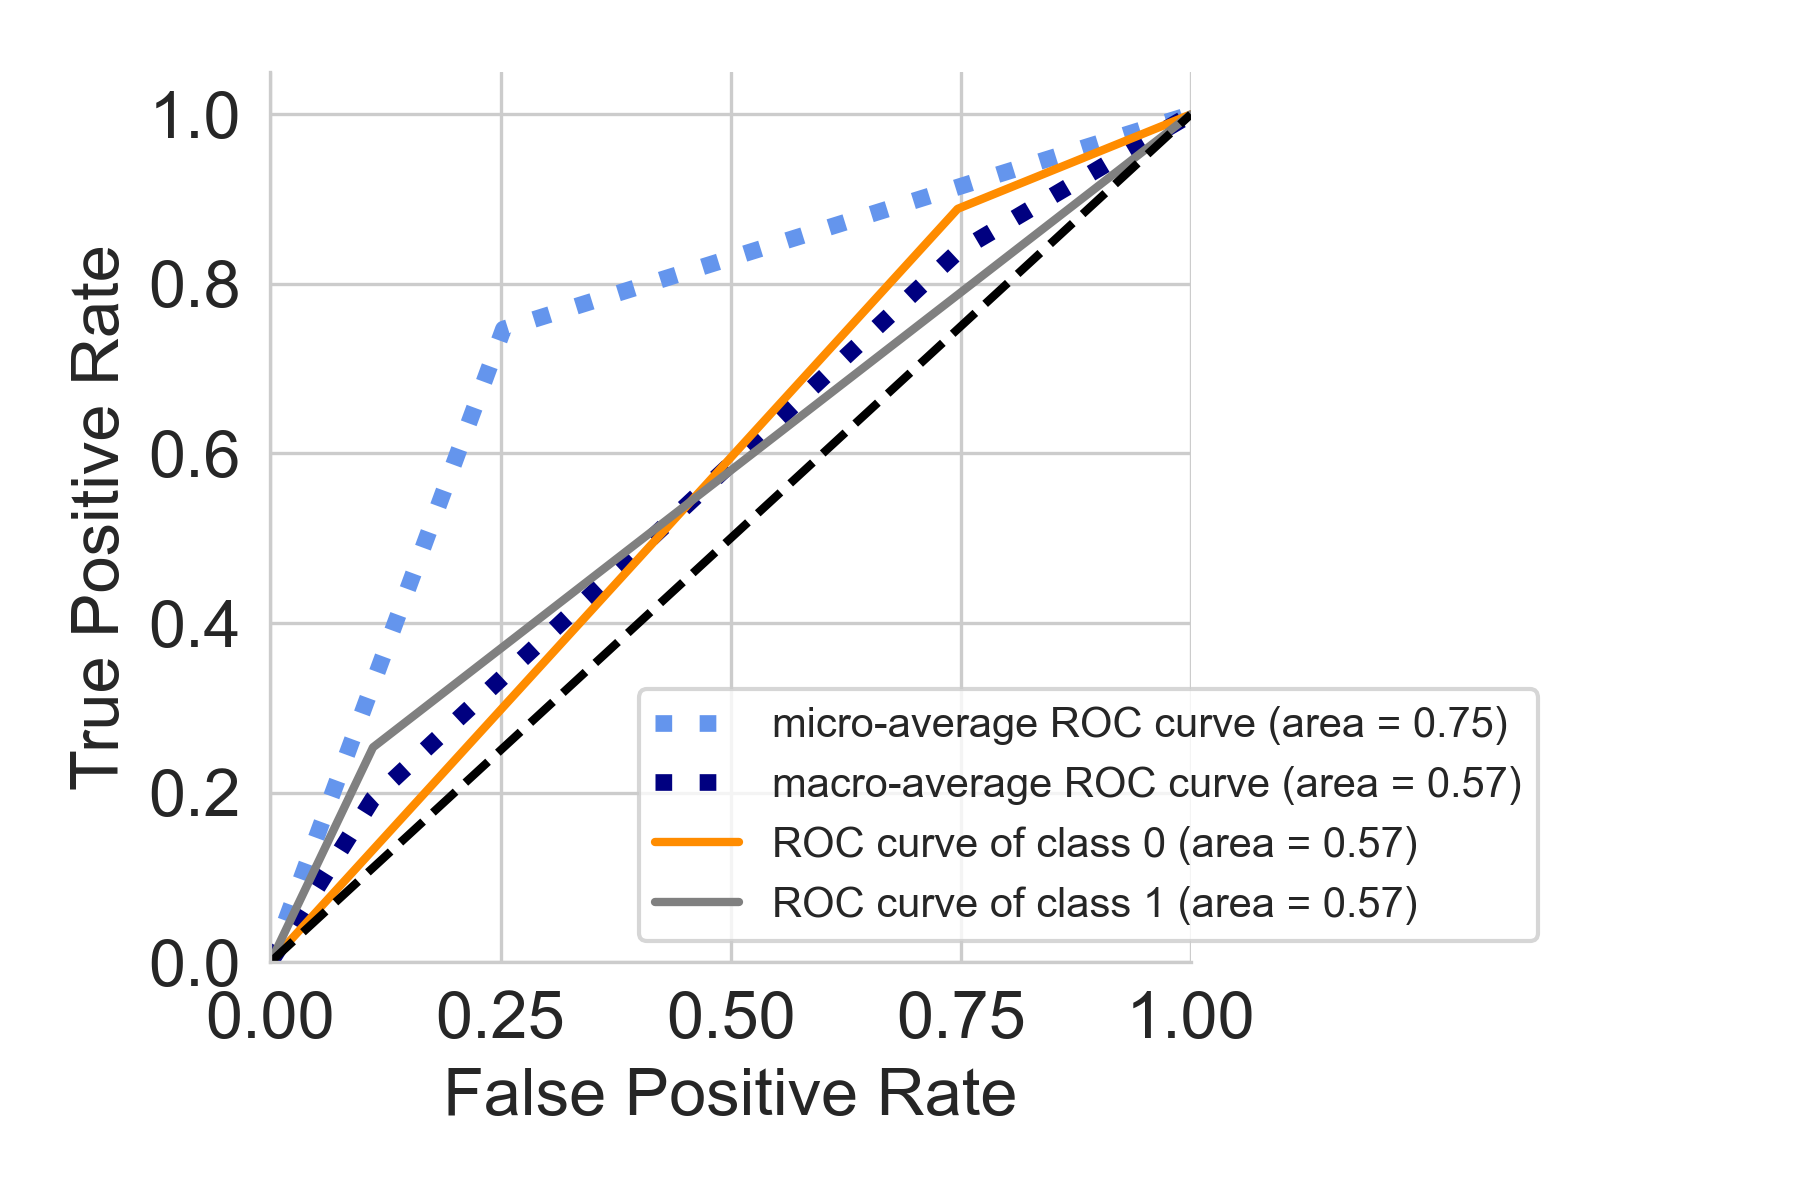 True Positive Rate
1.0
0.8
0.6
0.4
0.2
0.0
0.00 0.25 0.50 0.75 1.00
False Positive Rate
micro-average ROC curve (area = 0.75)
macro-average ROC curve (area = 0.57)
ROC curve of class 0 (area = 0.57)
ROC curve of class 1 (area = 0.57)